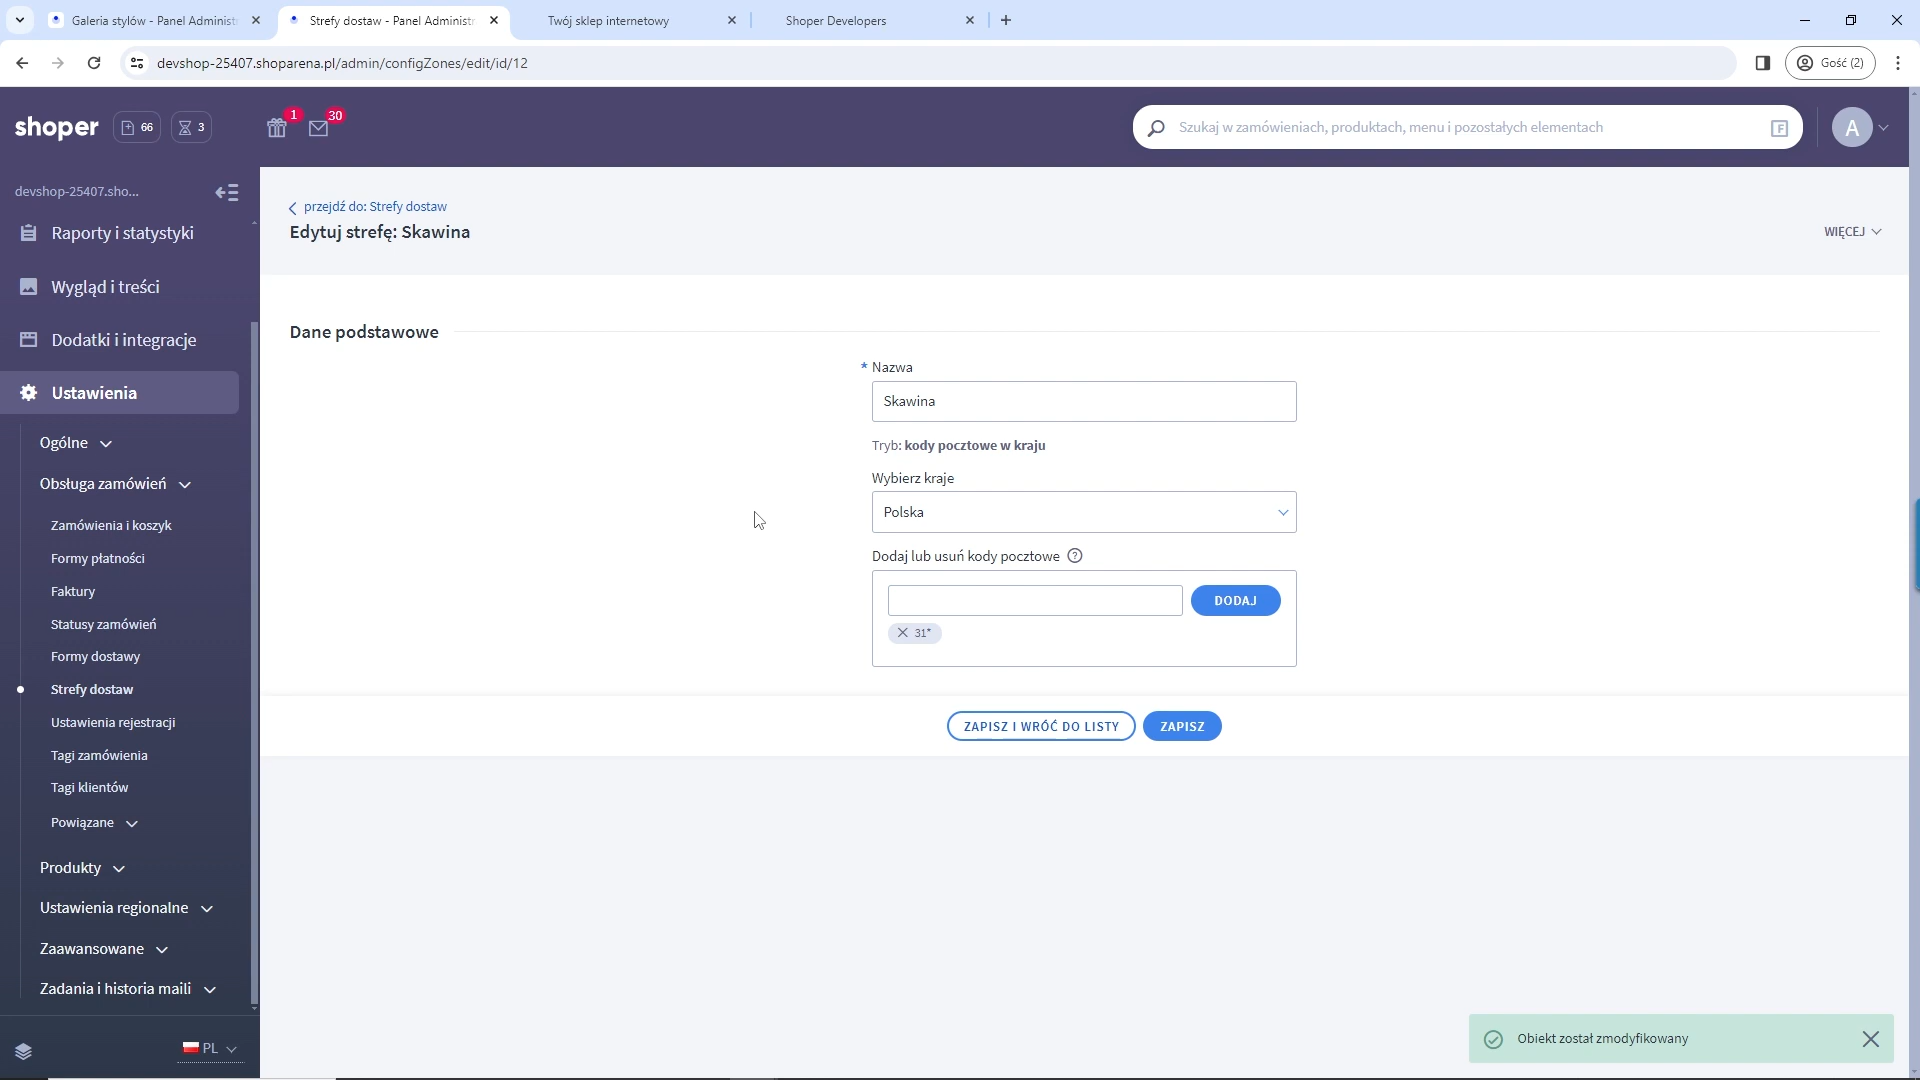 Galeria stylów - Panel Administ
Strefy dostaw - Panel Administr
Twój sklep internetowy
Shoper Developers
devshop-25407.shoparena.pl/admin/configZones/edit/id/12
Gość (2)
shoper
66
3
1
30
Szukaj w zamówieniach, produktach, menu i pozostałych elementach
F
A
devshop-25407.sho...
Raporty i statystyki
Wygląd i treści
Dodatki i integracje
Ustawienia
Ogólne
Obsługa zamówień
Zamówienia i koszyk
Formy płatności
Faktury
Statusy zamówień
Formy dostawy
Strefy dostaw
Ustawienia rejestracji
Tagi zamówienia
Tagi klientów
Powiązane
Produkty
Ustawienia regionalne
Zaawansowane
Zadania i historia maili
PL
przejdź do: Strefy dostaw
Edytuj strefę: Skawina
WIĘCEJ
Dane podstawowe
* Nazwa
Skawina
Tryb: kody pocztowe w kraju
Wybierz kraje
Polska
Dodaj lub usuń kody pocztowe ?
DODAJ
31*
ZAPISZ I WRÓĆ DO LISTY
ZAPISZ
Obiekt został zmodyfikowany